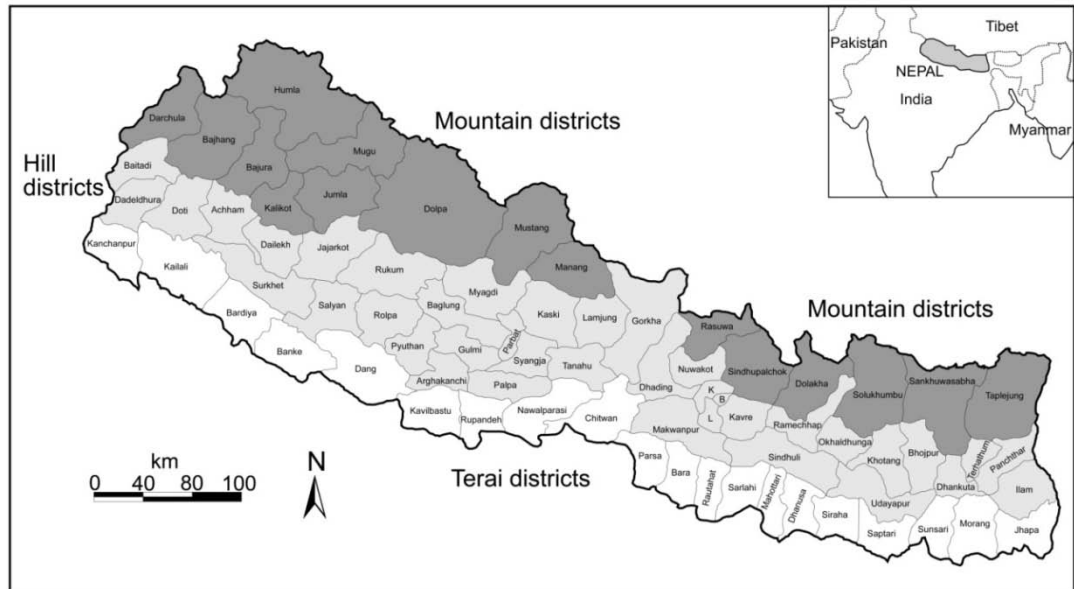 Humla
Darchula
Bajhang
Mugu
Mountain districts
Hill
districts
Baitadi
Bajura
Jumla
Dadeldhura
Doti
Achham
Kalikot
Dolpa
Mustang
Kanchanpur
Dailekh
Jajarkot
Manang
Kailali
Rukum
Surkhet
Myagdi
Bardiya
Salyan
Rolpa
Baglung
Kaski
Lamjung
Gorkha
Banke
Pyuthan
Gulmi
Parbat
Syangja
Tanahu
Dang
Arghakanchi
Palpa
Dhading
Kavilbastu
Rupandeh
Nawalparasi
Chitwan
Mountain districts
Rasuwa
Nuwakot
Sindhupalchok
Dolakha
Solukhumbu
Sankhuwasabha
Taplejung
K
B
L
Kavre
Ramechhap
Makwanpur
Okhaldhunga
Khotang
Bhojpur
Terhathum
Panchthar
Sindhuli
Dhankuta
Ilam
Udayapur
Parsa
Bara
Rautahat
Sarlahi
Mahottari
Dhanusa
Siraha
Saptari
Sunsari
Morang
Jhapa
Terai districts
km
0 40 60 80 100
N
Tibet
Pakistan
NEPAL
India
Myanmar